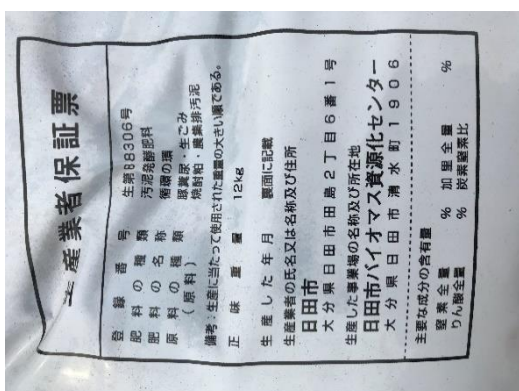 生産業者保証票
登録番号 生第88306号
肥料の種類 汚泥発酵肥料
肥料の名称 循環の環
原料の種類 豚糞尿・生ごみ
(原料) 焼酎粕・農集排汚泥
備考:生産に当たって使用された重量の大きい順である。
正味重量 12kg
生産した年月 裏面に記載
生産業者の氏名又は名称及び住所
日田市
大分県日田市田島2丁目6番1号
生産した事業場の名称及び所在地
日田市バイオマス資源化センター
大分県日田市清水町1906
主要な成分の含有量
窒素全量 % 加里全量 %
りん酸全量 % 炭素窒素比